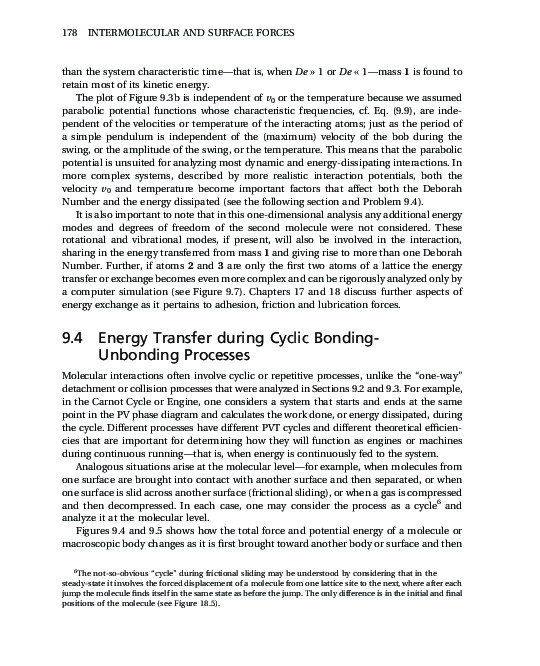 178 INTERMOLECULAR AND SURFACE FORCES
than the system characteristic time—that is, when De » 1 or De « 1—mass 1 is found to
retain most of its kinetic energy.
The plot of Figure 9.3b is independent of v₀ or the temperature because we assumed
parabolic potential functions whose characteristic frequencies, cf. Eq. (9.9), are inde-
pendent of the velocities or temperature of the interacting atoms; just as the period of
a simple pendulum is independent of the (maximum) velocity of the bob during the
swing, or the amplitude of the swing, or the temperature. This means that the parabolic
potential is unsuited for analyzing most dynamic and energy-dissipating interactions. In
more complex systems, described by more realistic interaction potentials, both the
velocity v₀ and temperature become important factors that affect both the Deborah
Number and the energy dissipated (see the following section and Problem 9.4).
It is also important to note that in this one-dimensional analysis any additional energy
modes and degrees of freedom of the second molecule were not considered. These
rotational and vibrational modes, if present, will also be involved in the interaction,
sharing in the energy transferred from mass 1 and giving rise to more than one Deborah
Number. Further, if atoms 2 and 3 are only the first two atoms of a lattice the energy
transfer or exchange becomes even more complex and can be rigorously analyzed only by
a computer simulation (see Figure 9.7). Chapters 17 and 18 discuss further aspects of
energy exchange as it pertains to adhesion, friction and lubrication forces.
9.4 Energy Transfer during Cyclic Bonding-
Unbonding Processes
Molecular interactions often involve cyclic or repetitive processes, unlike the “one-way”
detachment or collision processes that were analyzed in Sections 9.2 and 9.3. For example,
in the Carnot Cycle or Engine, one considers a system that starts and ends at the same
point in the PV phase diagram and calculates the work done, or energy dissipated, during
the cycle. Different processes have different PVT cycles and different theoretical efficien-
cies that are important for determining how they will function as engines or machines
during continuous running—that is, when energy is continuously fed to the system.
Analogous situations arise at the molecular level—for example, when molecules from
one surface are brought into contact with another surface and then separated, or when
one surface is slid across another surface (frictional sliding), or when a gas is compressed
and then decompressed. In each case, one may consider the process as a cycle⁶ and
analyze it at the molecular level.
Figures 9.4 and 9.5 shows how the total force and potential energy of a molecule or
macroscopic body changes as it is first brought toward another body or surface and then
⁶The not-so-obvious “cycle” during frictional sliding may be understood by considering that in the
steady-state it involves the forced displacement of a molecule from one lattice site to the next, where after each
jump the molecule finds itself in the same state as before the jump. The only difference is in the initial and final
positions of the molecule (see Figure 18.5).